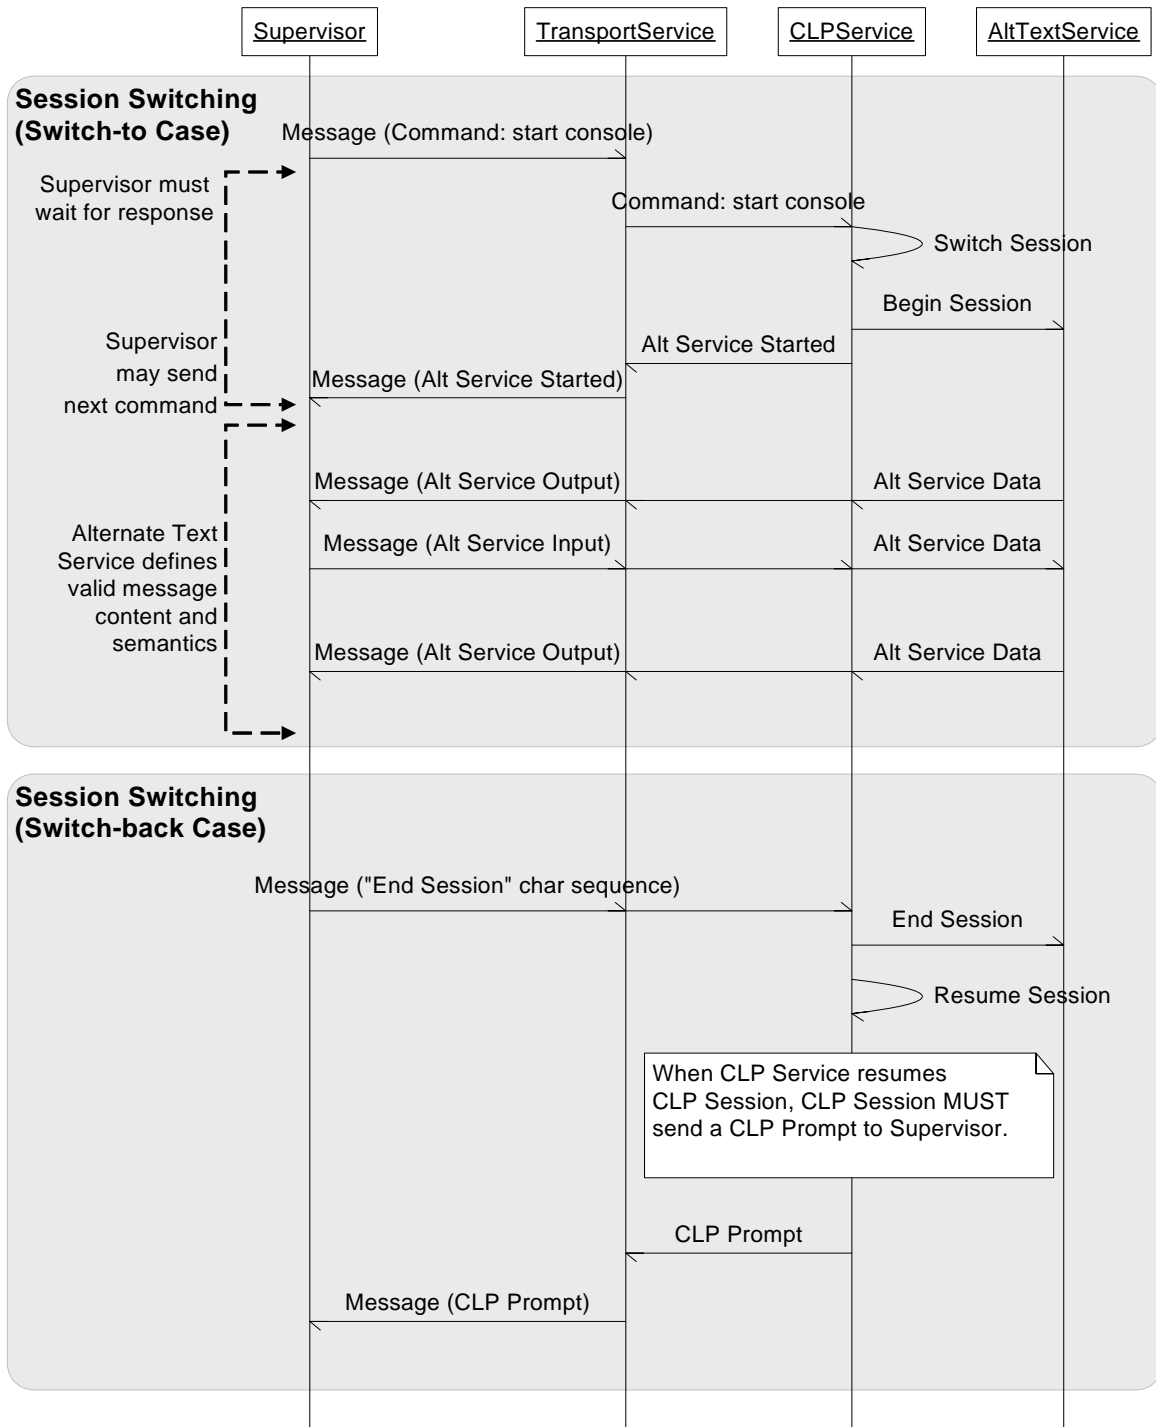 Supervisor
TransportService
CLPService
AltTextService
Session Switching
(Switch-to Case)
Message (Command: start console)
Supervisor must
wait for response
Command: start console
Switch Session
Begin Session
Supervisor
may send
next command
Alt Service Started
Message (Alt Service Started)
Message (Alt Service Output)
Alt Service Data
Alternate Text
Service defines
valid message
content and
semantics
Message (Alt Service Input)
Alt Service Data
Message (Alt Service Output)
Alt Service Data
Session Switching
(Switch-back Case)
Message ("End Session" char sequence)
End Session
Resume Session
When CLP Service resumes
CLP Session, CLP Session MUST
send a CLP Prompt to Supervisor.
CLP Prompt
Message (CLP Prompt)